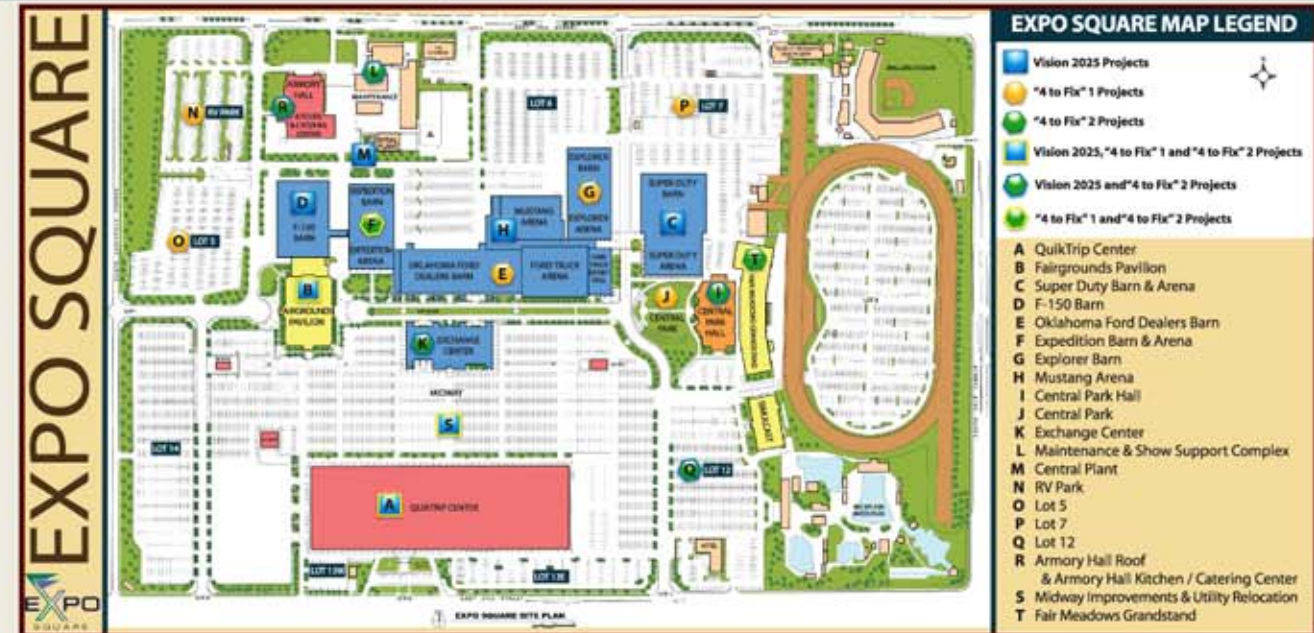 EXPO SQUARE
EXPO SQUARE MAP LEGEND
Vision 2025 Projects
"4 to Fix" 1 Projects
"4 to Fix" 2 Projects
Vision 2025, "4 to Fix" 1 and "4 to Fix" 2 Projects
Vision 2025 and "4 to Fix" 2 Projects
"4 to Fix" 1 and "4 to Fix" 2 Projects
A QuikTrip Center
B Fairgrounds Pavilion
C Super Duty Barn & Arena
D F-150 Barn
E Oklahoma Ford Dealers Barn
F Expedition Barn & Arena
G Explorer Barn
H Mustang Arena
I Central Park Hall
J Central Park
K Exchange Center
L Maintenance & Show Support Complex
M Central Plant
N RV Park
O Lot 5
P Lot 7
Q Lot 12
R Armory Hall Roof
& Armory Hall Kitchen / Catering Center
S Midway Improvements & Utility Relocation
T Fair Meadows Grandstand
L
MAINTENANCE
ARMORY
HALL
R
N RV PARK
LOT 6
P LOT 7
M
EXPLORER
BARN
G
EXPLORER
ARENA
D
F-150
BARN
EXPEDITION
BARN
F
EXPEDITION
ARENA
MUSTANG
ARENA
H
SUPER DUTY
BARN
C
SUPER DUTY
ARENA
O LOT 5
OKLAHOMA FORD
DEALERS BARN
E
FORD TRUCK
ARENA
T
B
FAIRGROUNDS
PAVILION
J
CENTRAL
PARK
I
CENTRAL
PARK
HALL
K
EXCHANGE
CENTER
MIDWAY
S
LOT 14
Q LOT 12
A
QUIKTRIP CENTER
HOTEL
EXPO SQUARE SITE PLAN
EXPO
SQUARE